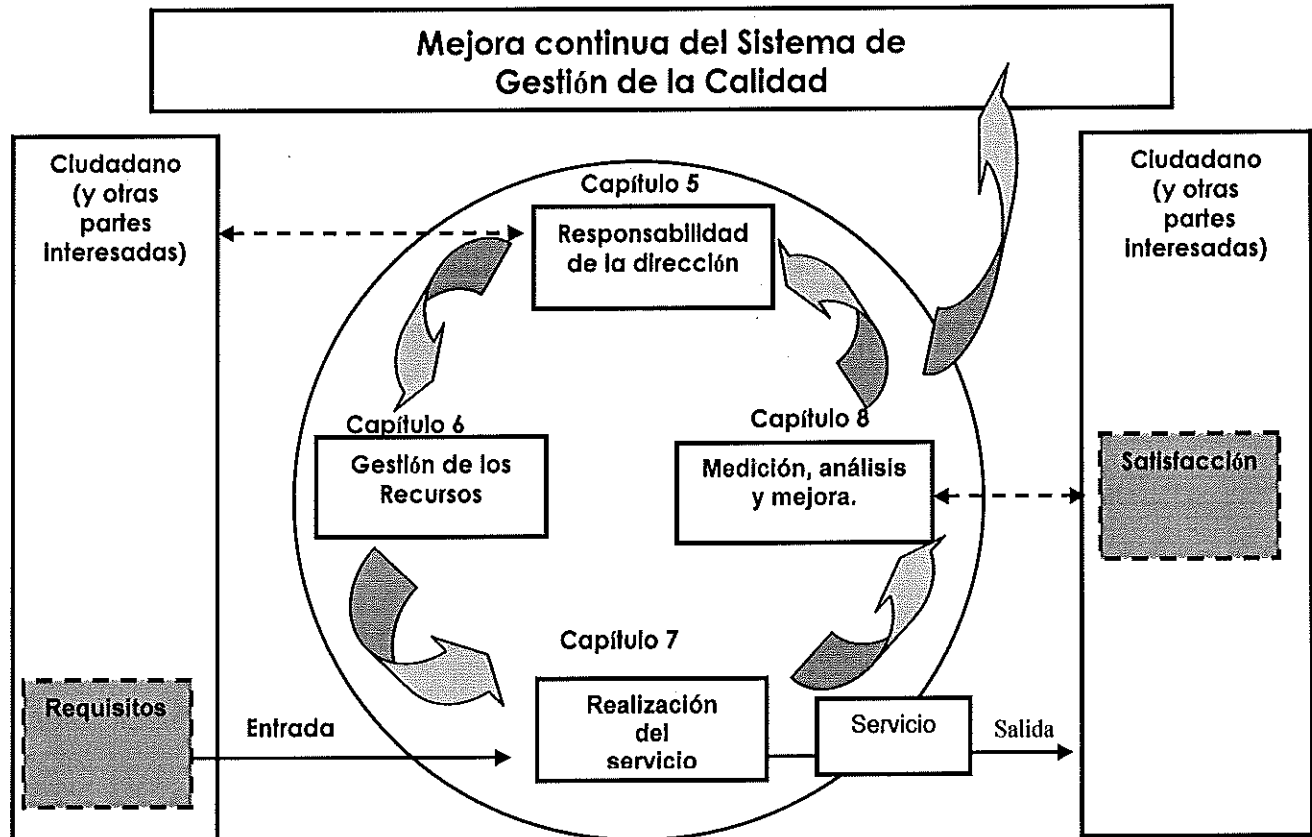 Mejora continua del Sistema de
Gestión de la Calidad
Ciudadano
(y otras
partes
interesadas)
Ciudadano
(y otras
partes
interesadas)
Capítulo 5
Responsabilidad
de la dirección
Capítulo 6
Gestión de los
Recursos
Capítulo 8
Medición, análisis
y mejora.
Satisfacción
Capítulo 7
Realización
del
servicio
Requisitos
Entrada
Servicio
Salida